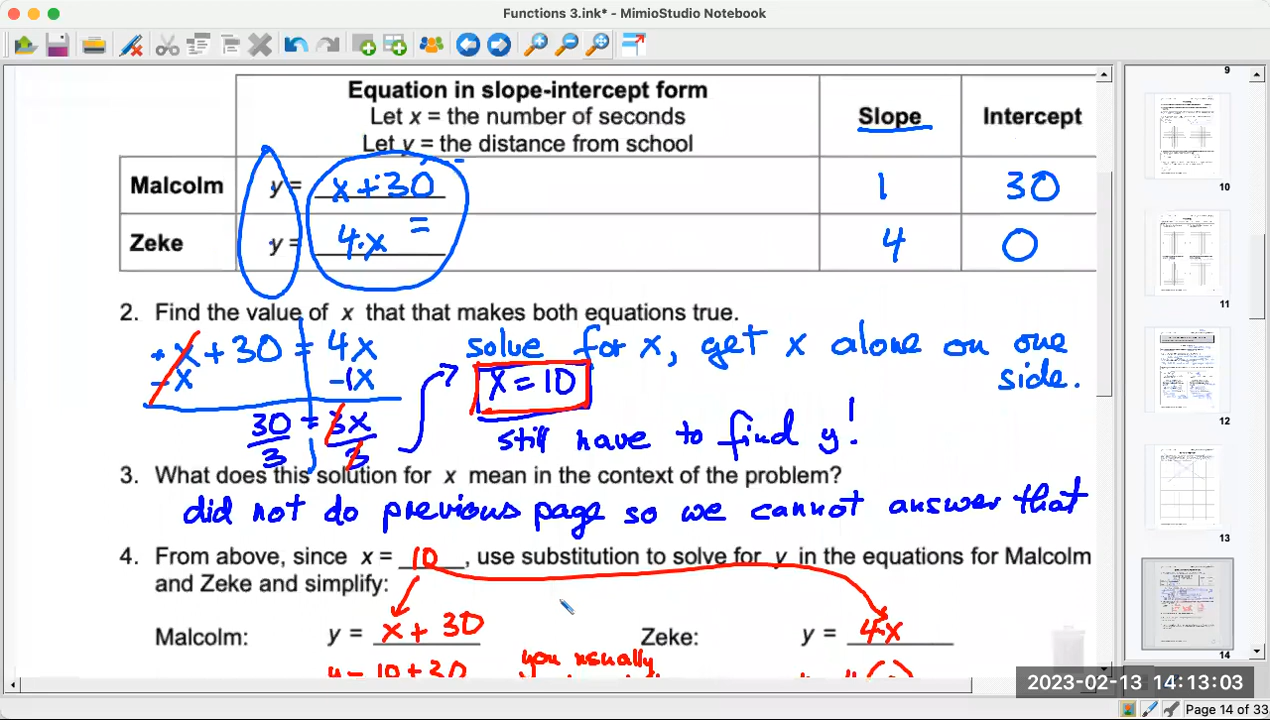 Functions 3.ink* - MimioStudio Notebook
Equation in slope-intercept form
Let x = the number of seconds
Let y = the distance from school
Slope
Intercept
Malcolm y = x + 30 1 30
Zeke y = 4·x = 4 0
2. Find the value of x that that makes both equations true.
x + 30 = 4x
-x -1x
30/3 = 3x/3
solve for x, get x alone on one
side.
x = 10
still have to find y!
3. What does this solution for x mean in the context of the problem?
did not do previous page so we cannot answer that
4. From above, since x = 10, use substitution to solve for y in the equations for Malcolm
and Zeke and simplify:
Malcolm: y = x + 30 Zeke: y = 4·x
y = 10 + 30 you usually
9
10
11
12
13
14
2023-02-13 14:13:03
Page 14 of 33